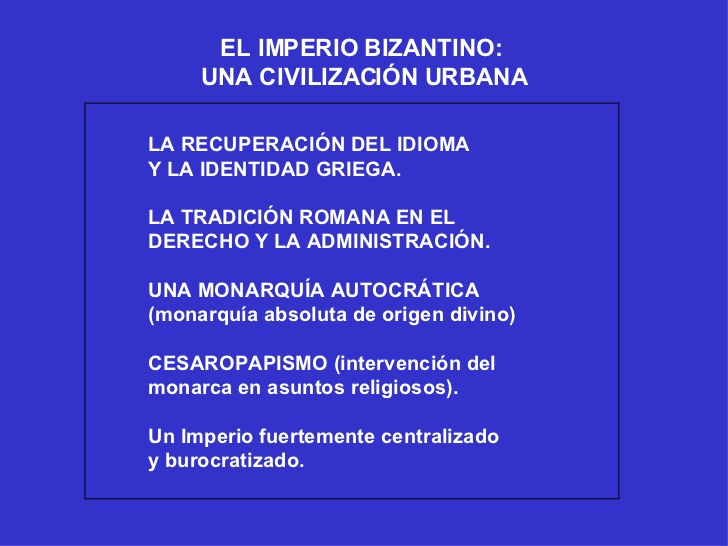 EL IMPERIO BIZANTINO:
UNA CIVILIZACIÓN URBANA
LA RECUPERACIÓN DEL IDIOMA
Y LA IDENTIDAD GRIEGA.
LA TRADICIÓN ROMANA EN EL
DERECHO Y LA ADMINISTRACIÓN.
UNA MONARQUÍA AUTOCRÁTICA
(monarquía absoluta de origen divino)
CESAROPAPISMO (intervención del
monarca en asuntos religiosos).
Un Imperio fuertemente centralizado
y burocratizado.